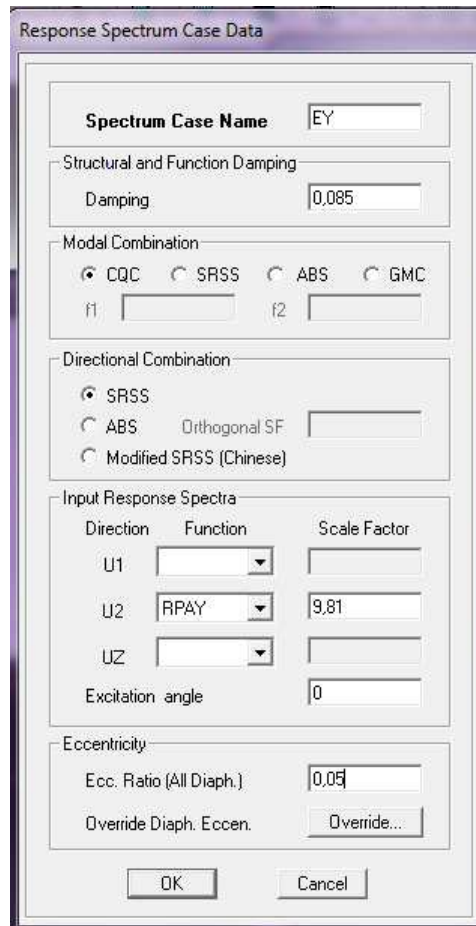 Response Spectrum Case Data
Spectrum Case Name EY
Structural and Function Damping
Damping 0,085
Modal Combination
CQC SRSS ABS GMC
f1 f2
Directional Combination
SRSS
ABS Orthogonal SF
Modified SRSS (Chinese)
Input Response Spectra
Direction Function Scale Factor
U1
U2 RPAY 9,81
UZ
Excitation angle 0
Eccentricity
Ecc. Ratio (All Diaph.) 0,05
Override Diaph. Eccen. Override...
OK Cancel